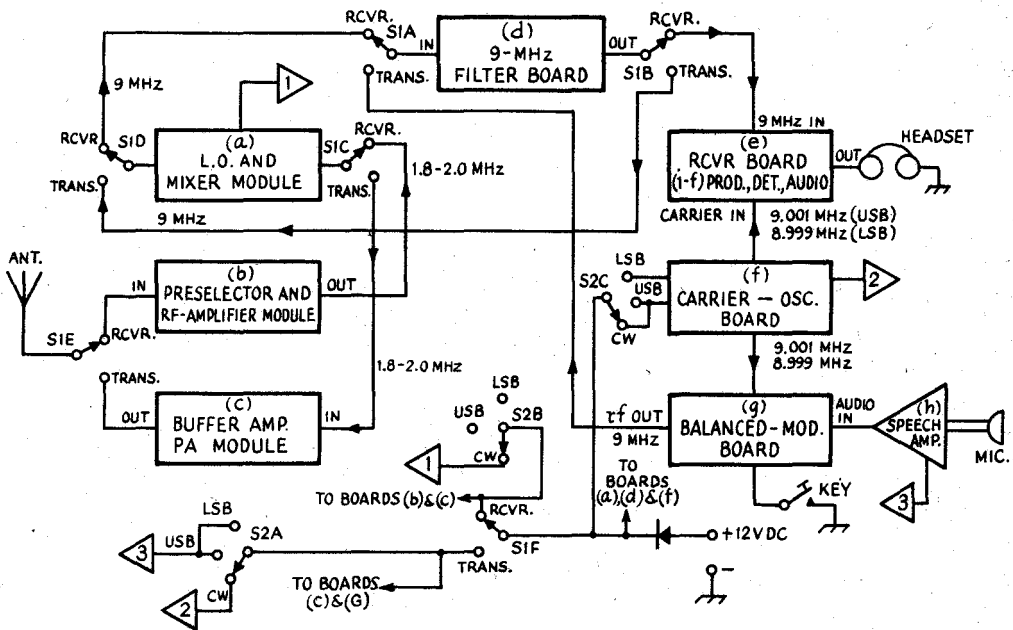 RCVR.
S1A
TRANS.
IN
(d)
9-MHz
FILTER BOARD
OUT
RCVR.
S1B
TRANS.
9 MHz
1
RCVR
S1D
TRANS.
(a)
L.O. AND
MIXER MODULE
S1C
RCVR.
TRANS.
1.8-2.0 MHz
9 MHz
9 MHz IN
(e)
RCVR BOARD
(i-f) PROD., DET., AUDIO
OUT
HEADSET
CARRIER IN
9.001 MHz (USB)
8.999 MHz (LSB)
ANT.
S1E
RCVR.
TRANS.
IN
(b)
PRESELECTOR AND
RF-AMPLIFIER MODULE
OUT
LSB
S2C
USB
CW
(f)
CARRIER – OSC.
BOARD
2
9.001 MHz
8.999 MHz
1.8-2.0 MHz
OUT
(c)
BUFFER AMP.
PA MODULE
IN
LSB
USB
S2B
CW
1
rf OUT
9 MHz
(g)
BALANCED-MOD.
BOARD
AUDIO
IN
(h)
SPEECH
AMP.
MIC.
3
KEY
TO
BOARDS
(a),(d)&(f)
TO BOARDS (b)&(c)
RCVR.
S1F
TRANS.
+12VDC
–
LSB
3
USB
S2A
CW
2
TO BOARDS
(c)&(G)